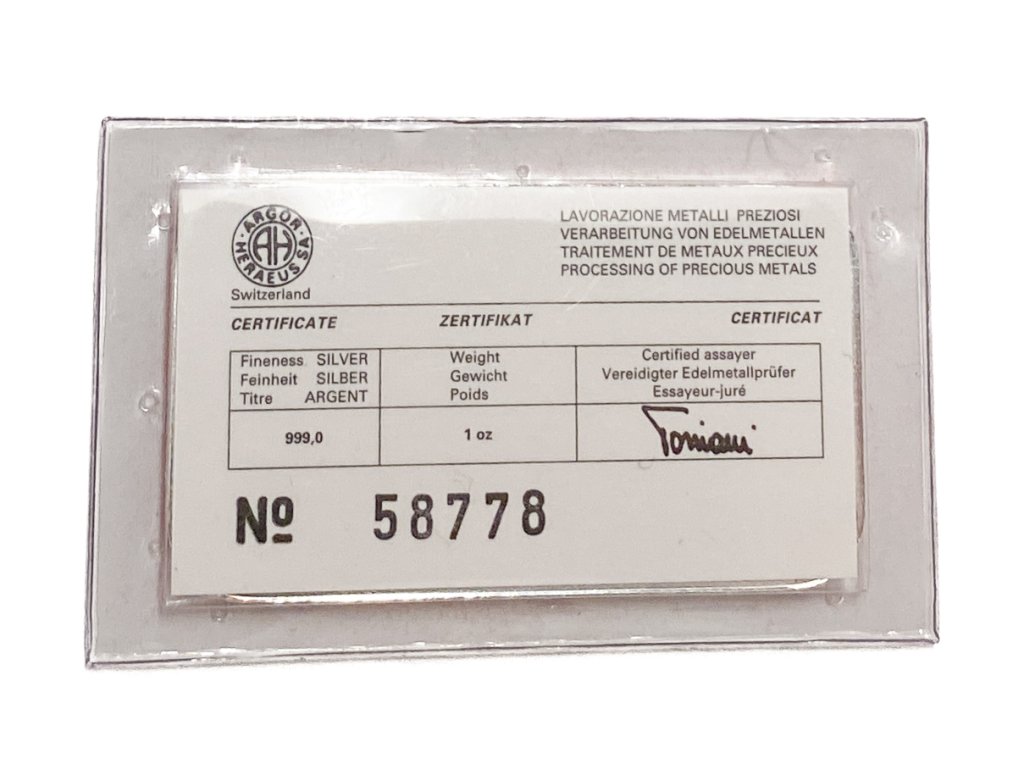 ARGOR
AH
HERAEUS SA
Switzerland
LAVORAZIONE METALLI PREZIOSI
VERARBEITUNG VON EDELMETALLEN
TRAITEMENT DE METAUX PRECIEUX
PROCESSING OF PRECIOUS METALS
CERTIFICATE ZERTIFIKAT CERTIFICAT
Fineness SILVER
Feinheit SILBER
Titre ARGENT
Weight
Gewicht
Poids
Certified assayer
Vereidigter Edelmetallprüfer
Essayeur-juré
999,0
1 oz
Nº 58778